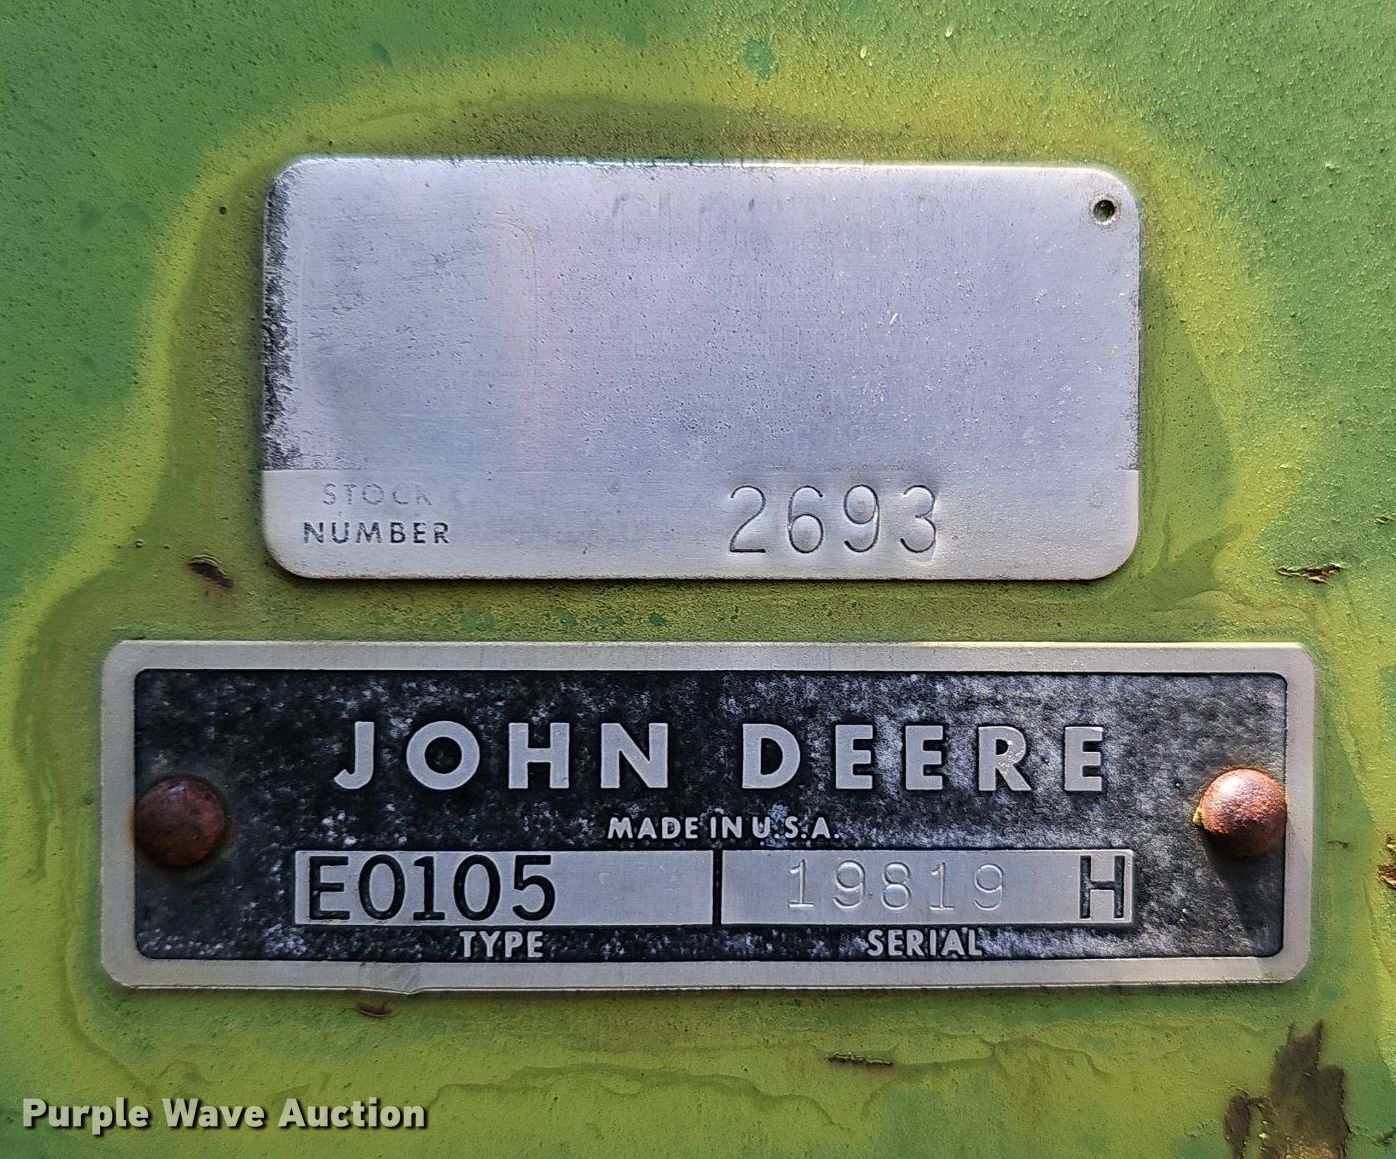 STOCK
NUMBER 2693
JOHN DEERE
MADE IN U.S.A.
E0105 19819 H
TYPE SERIAL
Purple Wave Auction